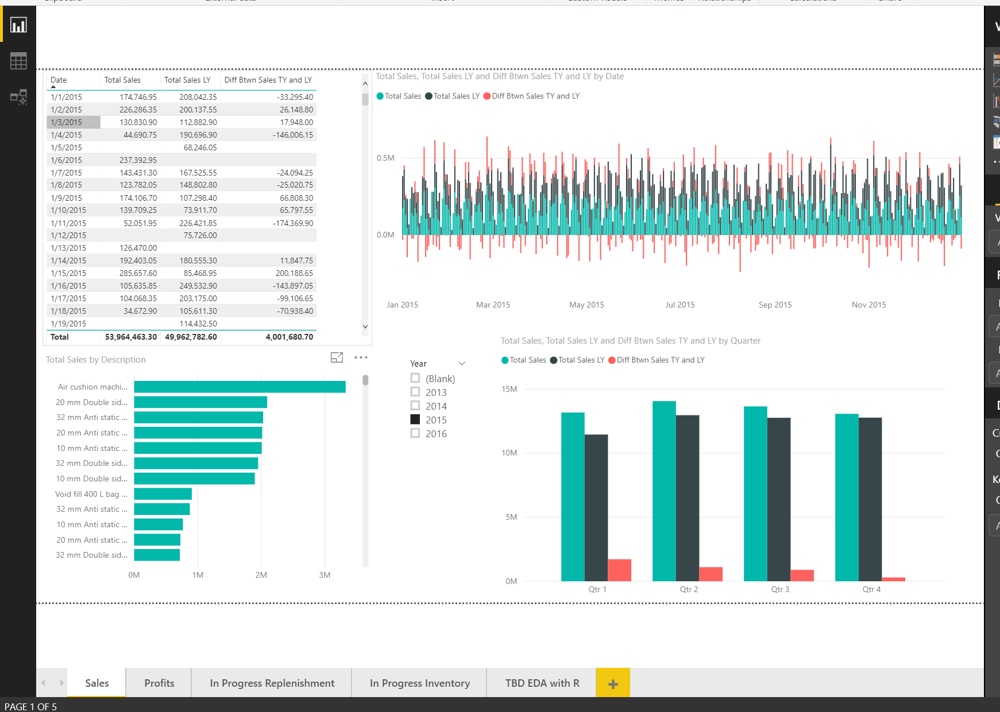 Date Total Sales Total Sales LY Diff Btwn Sales TY and LY
1/1/2015 174,746.95 208,042.35 -33,295.40
1/2/2015 226,286.35 200,137.55 26,148.80
1/3/2015 130,830.90 112,882.90 17,948.00
1/4/2015 44,690.75 190,696.90 -146,006.15
1/5/2015 68,246.05
1/6/2015 237,392.95
1/7/2015 143,431.30 167,525.55 -24,094.25
1/8/2015 123,782.05 148,802.80 -25,020.75
1/9/2015 174,106.70 107,298.40 66,808.30
1/10/2015 139,709.25 73,911.70 65,797.55
1/11/2015 52,051.95 226,421.85 -174,369.90
1/12/2015 75,726.00
1/13/2015 126,470.00
1/14/2015 192,403.05 180,555.30 11,847.75
1/15/2015 285,657.60 85,468.95 200,188.65
1/16/2015 105,635.85 249,532.90 -143,897.05
1/17/2015 104,068.35 203,175.00 -99,106.65
1/18/2015 34,672.90 105,611.30 -70,938.40
1/19/2015 114,432.50
Total 53,964,463.30 49,962,782.60 4,001,680.70
Total Sales, Total Sales LY and Diff Btwn Sales TY and LY by Date
Total Sales Total Sales LY Diff Btwn Sales TY and LY
0.5M
0.0M
Jan 2015 Mar 2015 May 2015 Jul 2015 Sep 2015 Nov 2015
Total Sales by Description
Air cushion machi...
20 mm Double sid...
32 mm Anti static ...
20 mm Anti static ...
10 mm Anti static ...
32 mm Double sid...
10 mm Double sid...
Void fill 400 L bag ...
32 mm Anti static ...
10 mm Anti static ...
20 mm Anti static ...
32 mm Double sid...
0M 1M 2M 3M
Year
(Blank)
2013
2014
2015
2016
Total Sales, Total Sales LY and Diff Btwn Sales TY and LY by Quarter
Total Sales Total Sales LY Diff Btwn Sales TY and LY
15M
10M
5M
0M
Qtr 1 Qtr 2 Qtr 3 Qtr 4
Sales Profits In Progress Replenishment In Progress Inventory TBD EDA with R +
PAGE 1 OF 5